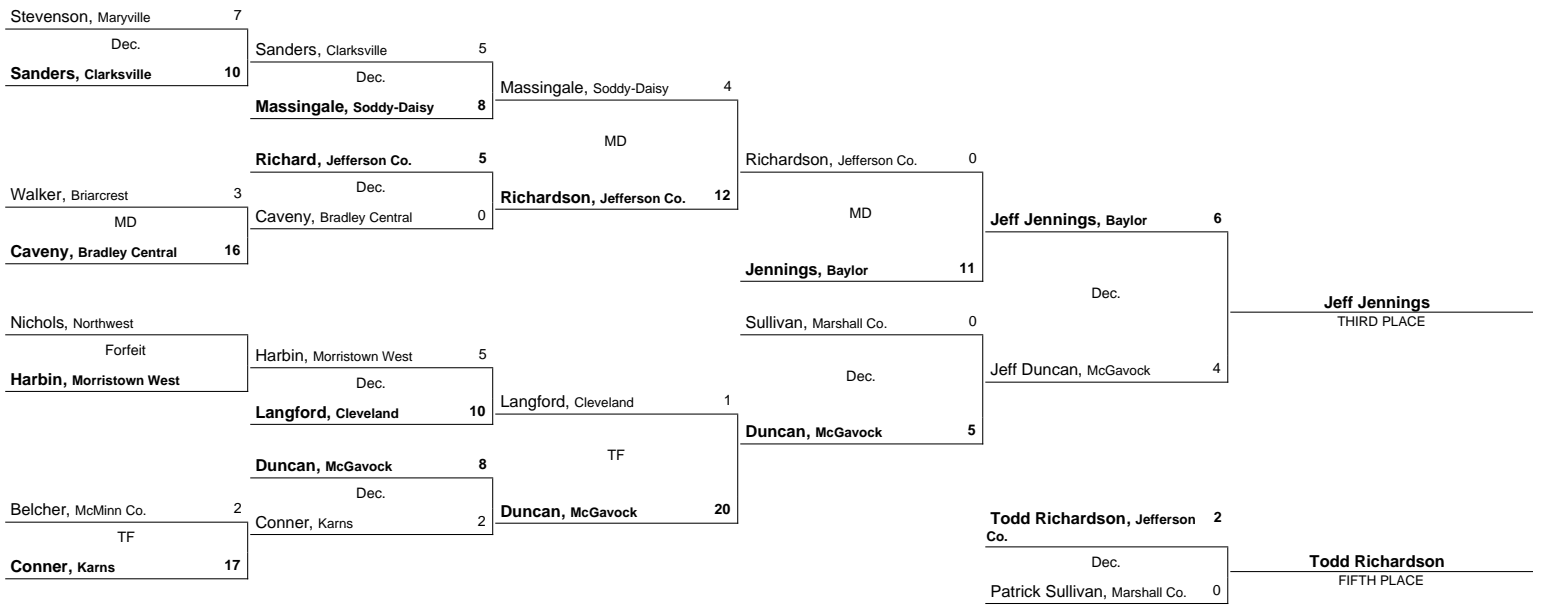 Stevenson, Maryville 7
Dec.
Sanders, Clarksville 10
Walker, Briarcrest 3
MD
Caveny, Bradley Central 16
Nichols, Northwest
Forfeit
Harbin, Morristown West
Belcher, McMinn Co. 2
TF
Conner, Karns 17
Sanders, Clarksville 5
Dec.
Massingale, Soddy-Daisy 8
Richard, Jefferson Co. 5
Dec.
Caveny, Bradley Central 0
Harbin, Morristown West 5
Dec.
Langford, Cleveland 10
Duncan, McGavock 8
Dec.
Conner, Karns 2
Massingale, Soddy-Daisy 4
MD
Richardson, Jefferson Co. 12
Langford, Cleveland 1
TF
Duncan, McGavock 20
Richardson, Jefferson Co. 0
MD
Jennings, Baylor 11
Sullivan, Marshall Co. 0
Dec.
Duncan, McGavock 5
Jeff Jennings, Baylor 6
Dec.
Jeff Duncan, McGavock 4
Jeff Jennings
THIRD PLACE
Todd Richardson, Jefferson 2
Co.
Dec.
Patrick Sullivan, Marshall Co. 0
Todd Richardson
FIFTH PLACE